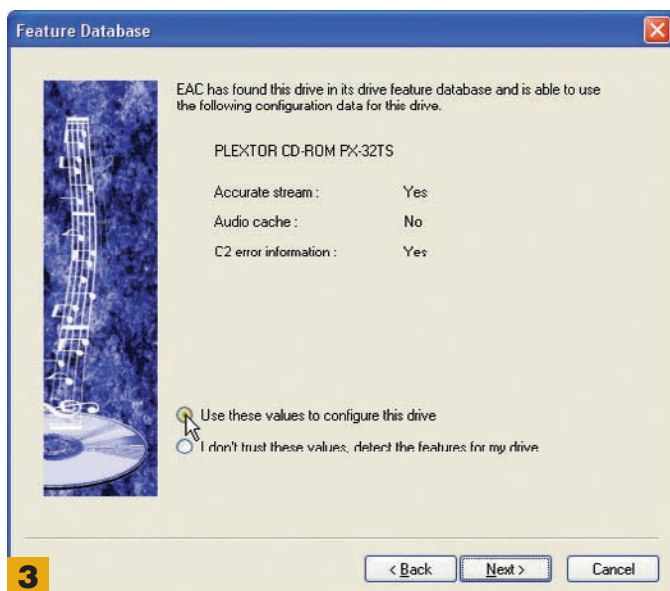 Feature Database
EAC has found this drive in its drive feature database and is able to use
the following configuration data for this drive.
PLEXTOR CD-ROM PX-32TS
Accurate stream : Yes
Audio cache : No
C2 error information : Yes
Use these values to configure this drive
I don't trust these values, detect the features for my drive
< Back Next > Cancel
3